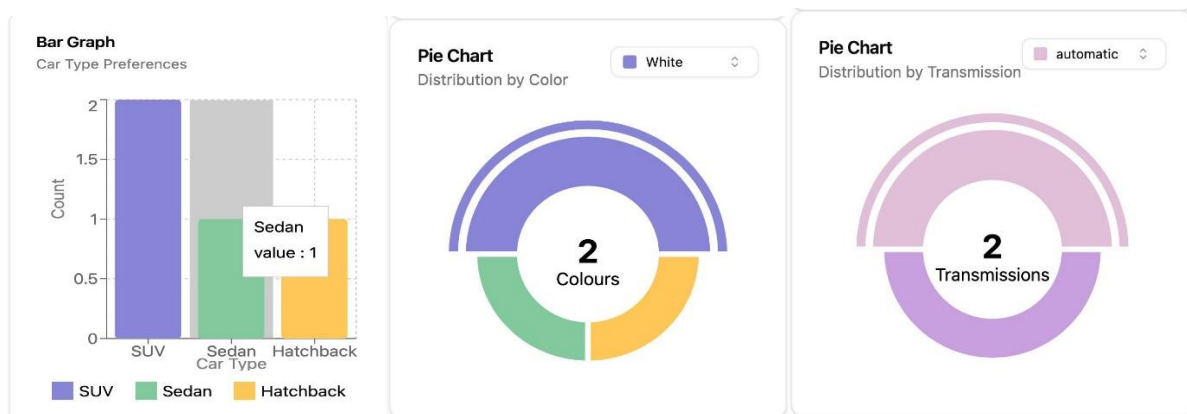 Bar Graph
Car Type Preferences
2
1.5
1
0.5
0
Count
Sedan
value : 1
SUV
Sedan
Hatchback
Car Type
SUV
Sedan
Hatchback
Pie Chart
White
Distribution by Color
2
Colours
Pie Chart
automatic
Distribution by Transmission
2
Transmissions